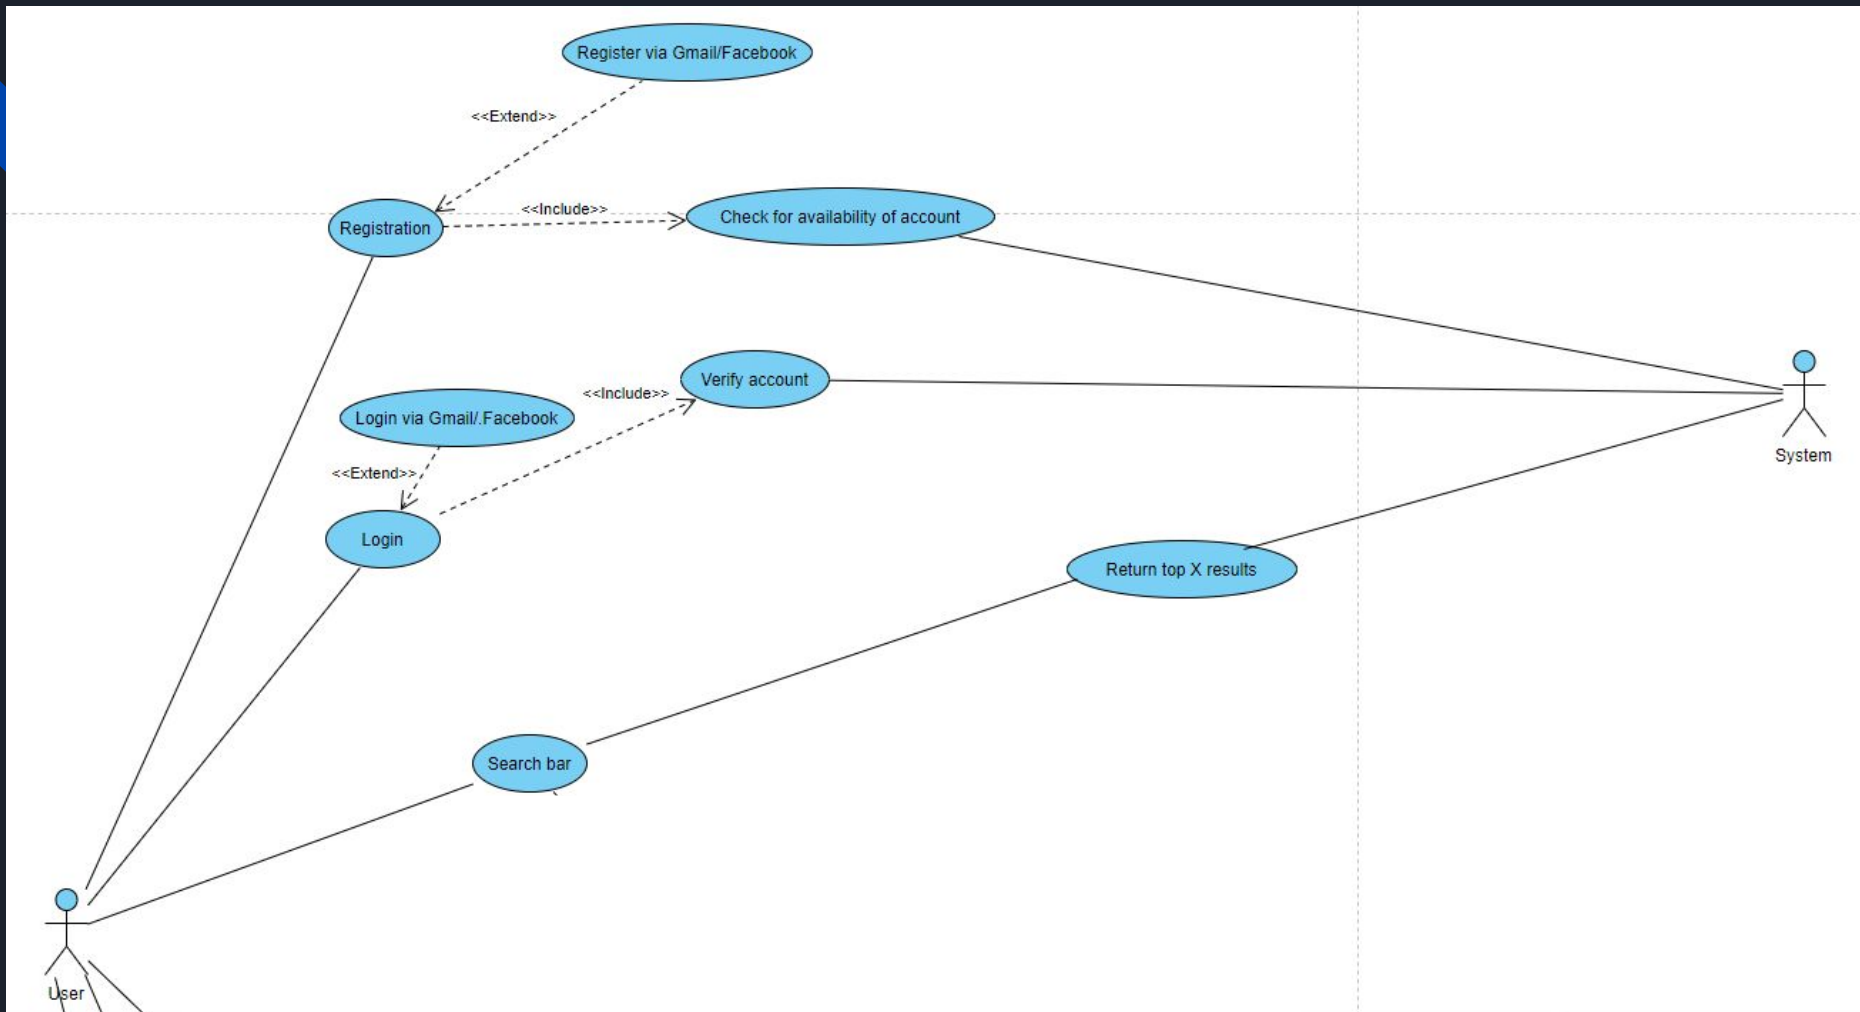 Register via Gmail/Facebook
<<Extend>>
<<Include>>
Registration
Check for availability of account
Verify account
<<Include>>
Login via Gmail/.Facebook
<<Extend>>
System
Login
Return top X results
Search bar
User